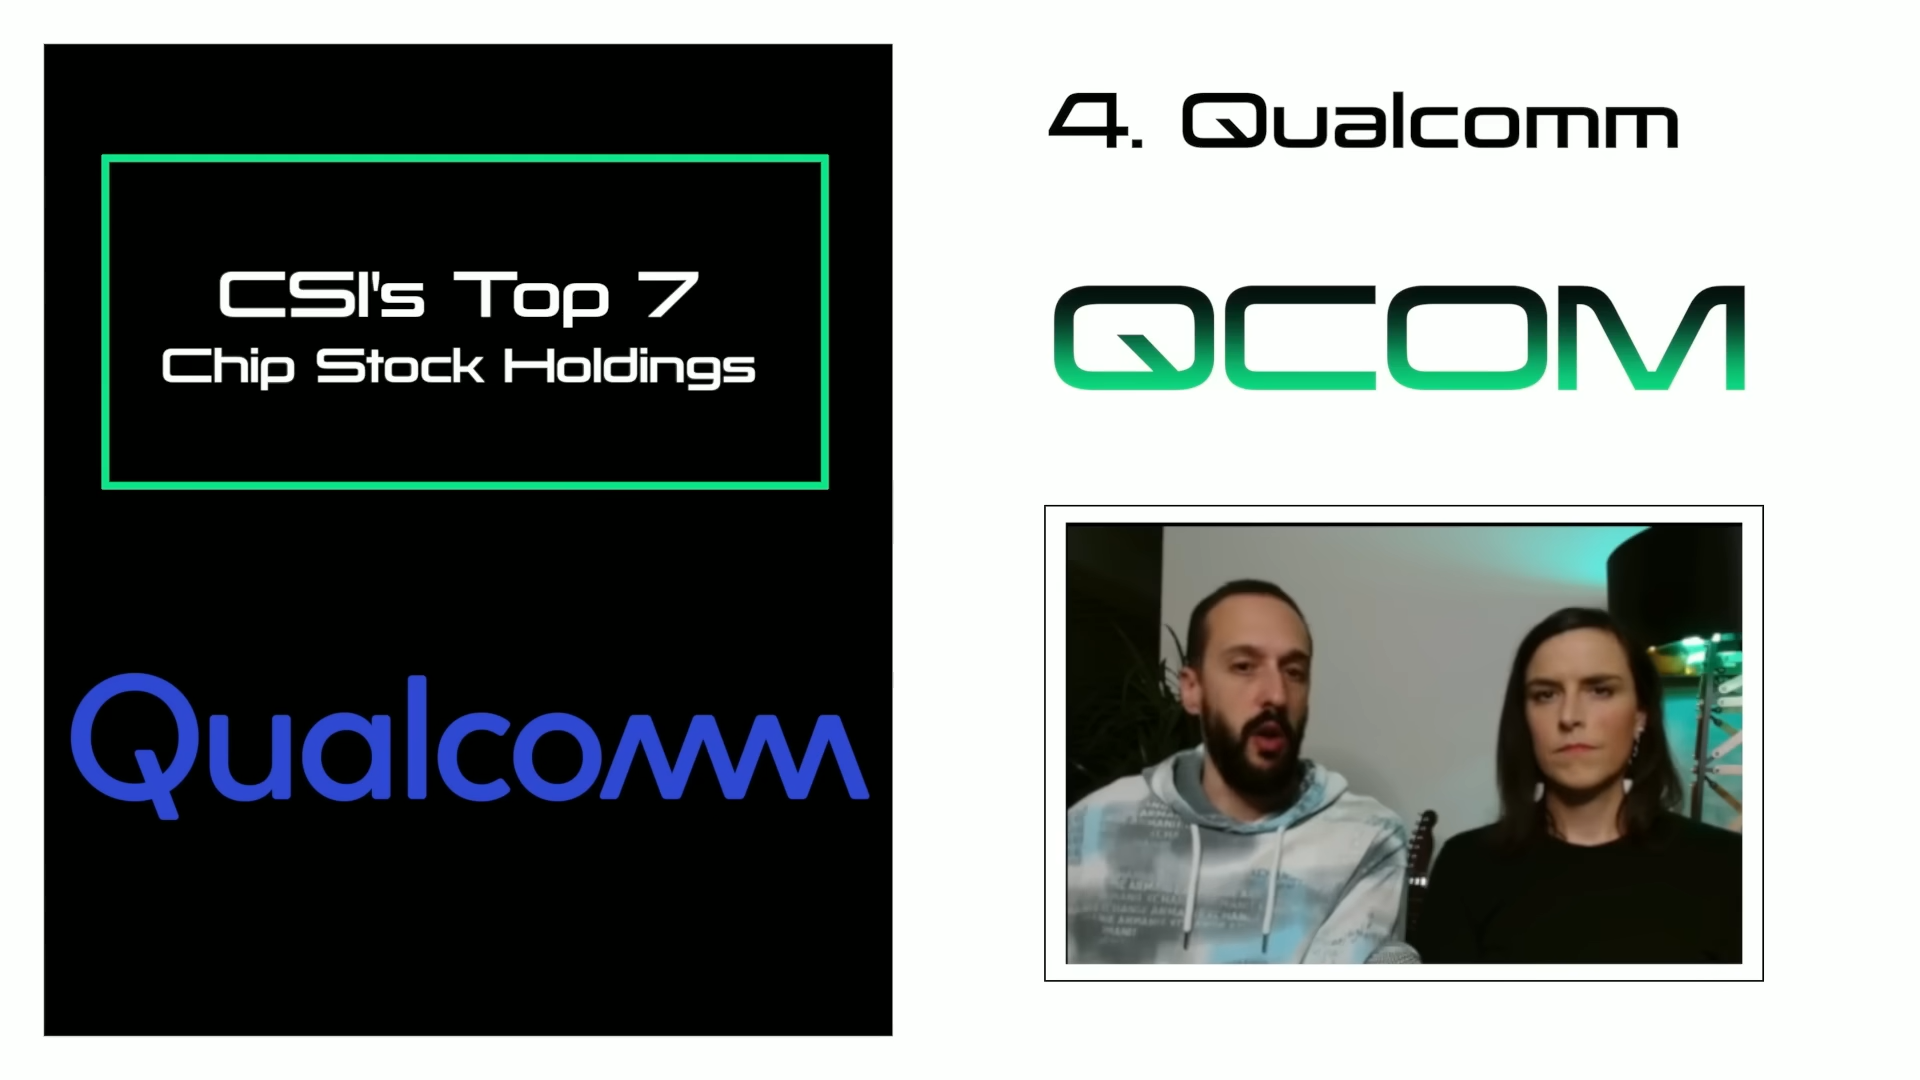 CSI's Top 7
Chip Stock Holdings
Qualcomm
4. Qualcomm
QCOM